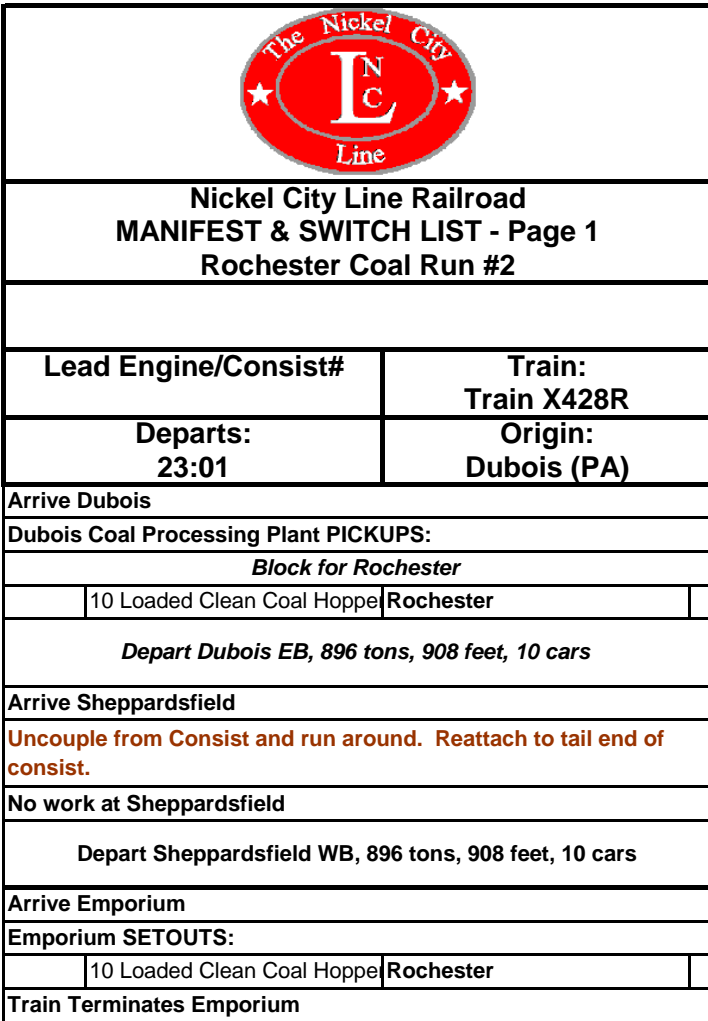 The Nickel City
L
N
C
Line
Nickel City Line Railroad
MANIFEST & SWITCH LIST - Page 1
Rochester Coal Run #2
Lead Engine/Consist#
Train:
Train X428R
Departs:
23:01
Origin:
Dubois (PA)
Arrive Dubois
Dubois Coal Processing Plant PICKUPS:
Block for Rochester
10 Loaded Clean Coal Hopper Rochester
Depart Dubois EB, 896 tons, 908 feet, 10 cars
Arrive Sheppardsfield
Uncouple from Consist and run around.  Reattach to tail end of
consist.
No work at Sheppardsfield
Depart Sheppardsfield WB, 896 tons, 908 feet, 10 cars
Arrive Emporium
Emporium SETOUTS:
10 Loaded Clean Coal Hopper Rochester
Train Terminates Emporium